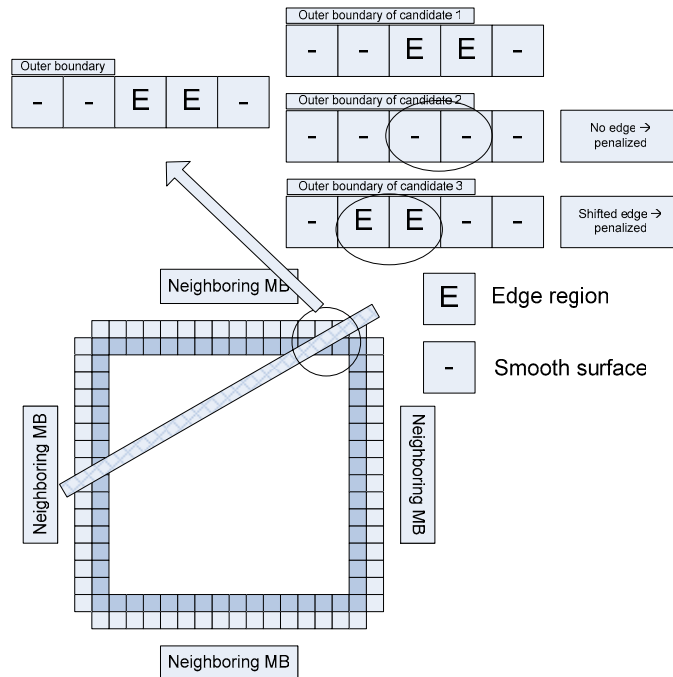 Outer boundary of candidate 1
- - E E -
Outer boundary
- - E E -
Outer boundary of candidate 2
- - - - -
No edge →
penalized
Outer boundary of candidate 3
- E E - -
Shifted edge →
penalized
Neighboring MB
E Edge region
- Smooth surface
Neighboring MB
Neighboring MB
Neighboring MB